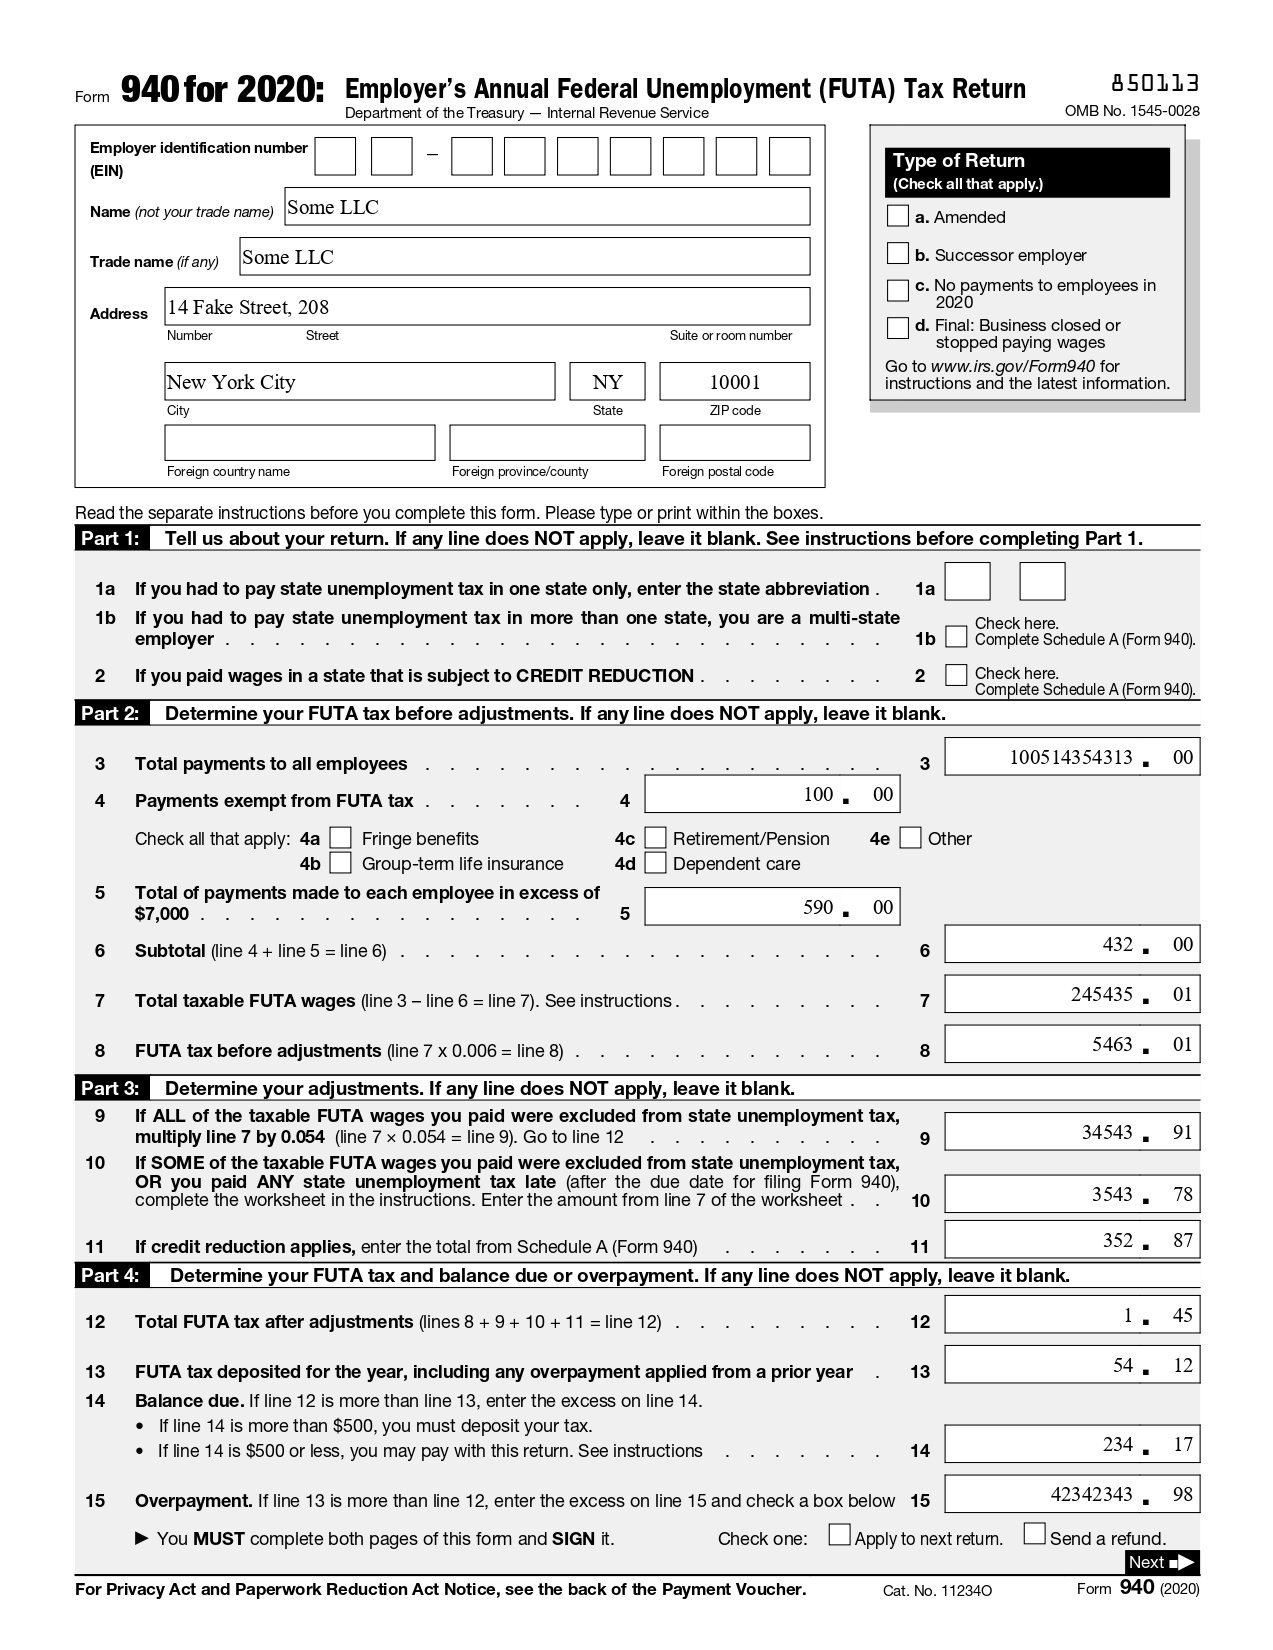 Form 940 for 2020: Employer's Annual Federal Unemployment (FUTA) Tax Return
850113
Department of the Treasury — Internal Revenue Service
OMB No. 1545-0028
Employer identification number
(EIN)
–
Name (not your trade name) Some LLC
Trade name (if any) Some LLC
Address 14 Fake Street, 208
Number Street Suite or room number
New York City NY 10001
City State ZIP code
Foreign country name Foreign province/county Foreign postal code
Type of Return
(Check all that apply.)
a. Amended
b. Successor employer
c. No payments to employees in
2020
d. Final: Business closed or
stopped paying wages
Go to www.irs.gov/Form940 for
instructions and the latest information.
Read the separate instructions before you complete this form. Please type or print within the boxes.
Part 1: Tell us about your return. If any line does NOT apply, leave it blank. See instructions before completing Part 1.
1a If you had to pay state unemployment tax in one state only, enter the state abbreviation . 1a
1b If you had to pay state unemployment tax in more than one state, you are a multi-state
employer . . . . . . . . . . . . . . . . . . . . . . . . . . . 1b Check here.
Complete Schedule A (Form 940).
2 If you paid wages in a state that is subject to CREDIT REDUCTION . . . . . . . . 2 Check here.
Complete Schedule A (Form 940).
Part 2: Determine your FUTA tax before adjustments. If any line does NOT apply, leave it blank.
3 Total payments to all employees . . . . . . . . . . . . . . . . . . . 3 100514354313 . 00
4 Payments exempt from FUTA tax . . . . . . . 4 100 . 00
Check all that apply: 4a Fringe benefits 4c Retirement/Pension 4e Other
4b Group-term life insurance 4d Dependent care
5 Total of payments made to each employee in excess of
$7,000 . . . . . . . . . . . . . . . . 5 590 . 00
6 Subtotal (line 4 + line 5 = line 6) . . . . . . . . . . . . . . . . . . . . 6 432 . 00
7 Total taxable FUTA wages (line 3 – line 6 = line 7). See instructions . . . . . . . . . 7 245435 . 01
8 FUTA tax before adjustments (line 7 x 0.006 = line 8) . . . . . . . . . . . . . 8 5463 . 01
Part 3: Determine your adjustments. If any line does NOT apply, leave it blank.
9 If ALL of the taxable FUTA wages you paid were excluded from state unemployment tax,
multiply line 7 by 0.054 (line 7 × 0.054 = line 9). Go to line 12 . . . . . . . . . . 9 34543 . 91
10 If SOME of the taxable FUTA wages you paid were excluded from state unemployment tax,
OR you paid ANY state unemployment tax late (after the due date for filing Form 940),
complete the worksheet in the instructions. Enter the amount from line 7 of the worksheet . . 10 3543 . 78
11 If credit reduction applies, enter the total from Schedule A (Form 940) . . . . . . . 11 352 . 87
Part 4: Determine your FUTA tax and balance due or overpayment. If any line does NOT apply, leave it blank.
12 Total FUTA tax after adjustments (lines 8 + 9 + 10 + 11 = line 12) . . . . . . . . . 12 1 . 45
13 FUTA tax deposited for the year, including any overpayment applied from a prior year . 13 54 . 12
14 Balance due. If line 12 is more than line 13, enter the excess on line 14.
• If line 14 is more than $500, you must deposit your tax.
• If line 14 is $500 or less, you may pay with this return. See instructions . . . . . . . 14 234 . 17
15 Overpayment. If line 13 is more than line 12, enter the excess on line 15 and check a box below 15 42342343 . 98
▶ You MUST complete both pages of this form and SIGN it. Check one: Apply to next return. Send a refund.
Next ■▶
For Privacy Act and Paperwork Reduction Act Notice, see the back of the Payment Voucher. Cat. No. 11234O Form 940 (2020)